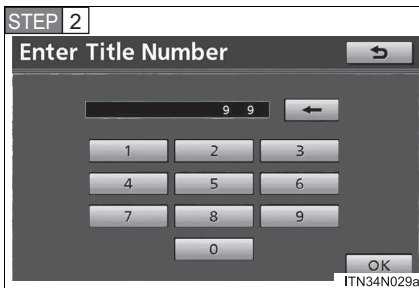 STEP 2
Enter Title Number
9 9
1 2 3
4 5 6
7 8 9
0
OK
ITN34N029a